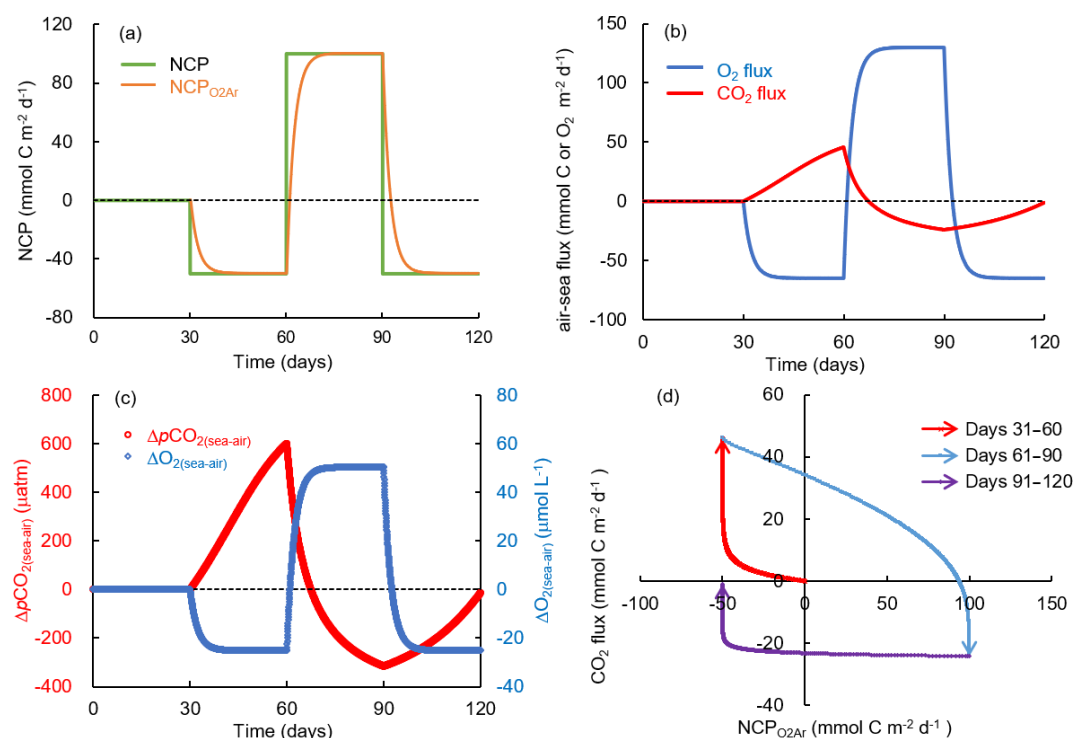 (a)
NCP
NCP_O2Ar
NCP (mmol C m⁻² d⁻¹)
120
80
40
0
-40
-80
0 30 60 90 120
Time (days)
(b)
O₂ flux
CO₂ flux
air-sea flux (mmol C or O₂ m⁻² d⁻¹)
150
100
50
0
-50
-100
0 30 60 90 120
Time (days)
(c)
ΔpCO₂(sea-air)
ΔO₂(sea-air)
ΔpCO₂(sea-air) (µatm)
800
600
400
200
0
-200
-400
80
60
40
20
0
-20
-40
ΔO₂(sea-air) (µmol L⁻¹)
0 30 60 90 120
Time (days)
(d)
Days 31–60
Days 61–90
Days 91–120
CO₂ flux (mmol C m⁻² d⁻¹)
60
40
20
0
-20
-40
-100 -50 0 50 100 150
NCP_O2Ar (mmol C m⁻² d⁻¹)